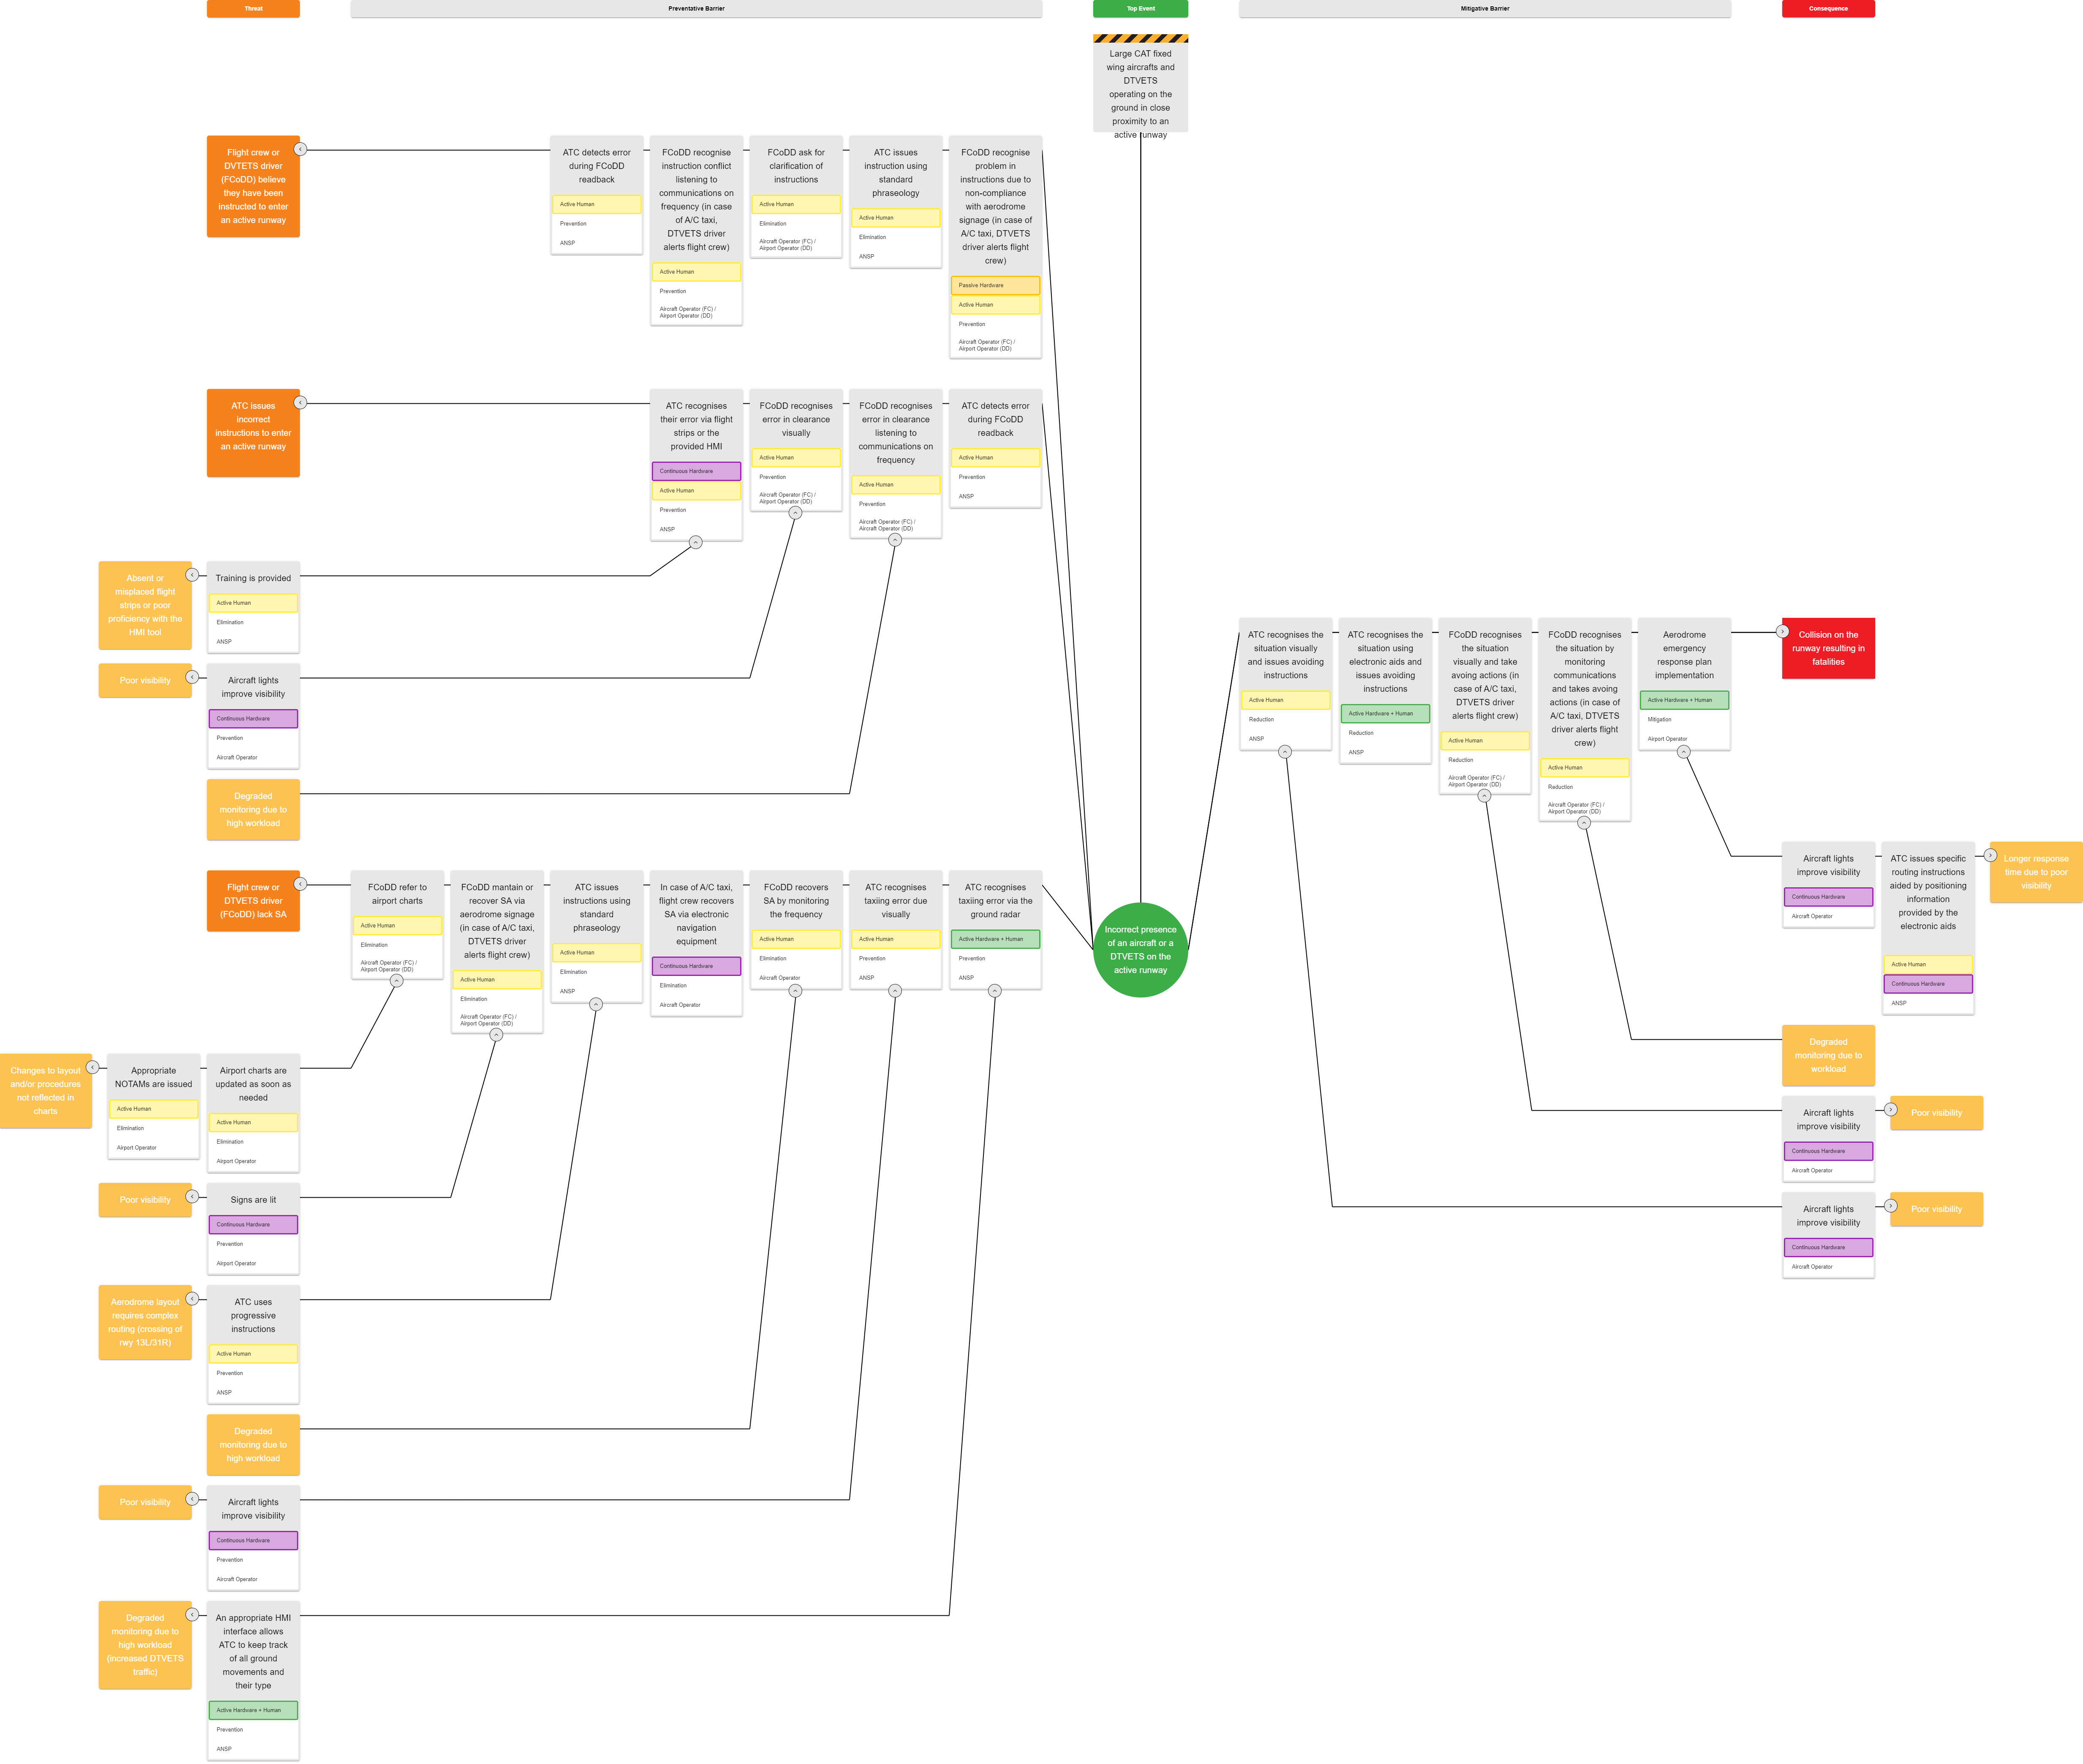 Threat
Preventative Barrier
Top Event
Mitigative Barrier
Consequence
Large CAT fixed
wing aircrafts and
DTVETS
operating on the
ground in close
proximity to an
active runway
Flight crew or
DVTETS driver
(FCoDD) believe
they have been
instructed to enter
an active runway
ATC detects error
during FCoDD
readback
Active Human
Prevention
ANSP
FCoDD recognise
instruction conflict
listening to
communications on
frequency (in case
of A/C taxi,
DTVETS driver
alerts flight crew)
Active Human
Prevention
Aircraft Operator (FC) /
Airport Operator (DD)
FCoDD ask for
clarification of
instructions
Active Human
Elimination
Aircraft Operator (FC) /
Airport Operator (DD)
ATC issues
instruction using
standard
phraseology
Active Human
Elimination
ANSP
FCoDD recognise
problem in
instructions due to
non-compliance
with aerodrome
signage (in case of
A/C taxi, DTVETS
driver alerts flight
crew)
Passive Hardware
Active Human
Prevention
Aircraft Operator (FC) /
Airport Operator (DD)
ATC issues
incorrect
instructions to enter
an active runway
ATC recognises
their error via flight
strips or the
provided HMI
Continuous Hardware
Active Human
Prevention
ANSP
FCoDD recognises
error in clearance
visually
Active Human
Prevention
Aircraft Operator (FC) /
Airport Operator (DD)
FCoDD recognises
error in clearance
listening to
communications on
frequency
Active Human
Prevention
Aircraft Operator (FC) /
Aircraft Operator (DD)
ATC detects error
during FCoDD
readback
Active Human
Prevention
ANSP
Absent or
misplaced flight
strips or poor
proficiency with the
HMI tool
Training is provided
Active Human
Elimination
ANSP
Poor visibility
Aircraft lights
improve visibility
Continuous Hardware
Prevention
Aircraft Operator
Degraded
monitoring due to
high workload
Flight crew or
DTVETS driver
(FCoDD) lack SA
FCoDD refer to
airport charts
Active Human
Elimination
Aircraft Operator (FC) /
Airport Operator (DD)
FCoDD mantain or
recover SA via
aerodrome signage
(in case of A/C taxi,
DTVETS driver
alerts flight crew)
Active Human
Elimination
Aircraft Operator (FC) /
Airport Operator (DD)
ATC issues
instructions using
standard
phraseology
Active Human
Elimination
ANSP
In case of A/C taxi,
flight crew recovers
SA via electronic
navigation
equipment
Continuous Hardware
Elimination
Aircraft Operator
FCoDD recovers
SA by monitoring
the frequency
Active Human
Elimination
Aircraft Operator
ATC recognises
taxiing error due
visually
Active Human
Prevention
ANSP
ATC recognises
taxiing error via the
ground radar
Active Hardware + Human
Prevention
ANSP
Incorrect presence
of an aircraft or a
DTVETS on the
active runway
Changes to layout
and/or procedures
not reflected in
charts
Appropriate
NOTAMs are issued
Active Human
Elimination
Airport Operator
Airport charts are
updated as soon as
needed
Active Human
Elimination
Airport Operator
Poor visibility
Signs are lit
Continuous Hardware
Prevention
Airport Operator
Aerodrome layout
requires complex
routing (crossing of
rwy 13L/31R)
ATC uses
progressive
instructions
Active Human
Prevention
ANSP
Degraded
monitoring due to
high workload
Poor visibility
Aircraft lights
improve visibility
Continuous Hardware
Prevention
Aircraft Operator
Degraded
monitoring due to
high workload
(increased DTVETS
traffic)
An appropriate HMI
interface allows
ATC to keep track
of all ground
movements and
their type
Active Hardware + Human
Prevention
ANSP
ATC recognises the
situation visually
and issues avoiding
instructions
Active Human
Reduction
ANSP
ATC recognises the
situation using
electronic aids and
issues avoiding
instructions
Active Hardware + Human
Reduction
ANSP
FCoDD recognises
the situation
visually and take
avoing actions (in
case of A/C taxi,
DTVETS driver
alerts flight crew)
Active Human
Reduction
Aircraft Operator (FC) /
Airport Operator (DD)
FCoDD recognises
the situation by
monitoring
communications
and takes avoing
actions (in case of
A/C taxi, DTVETS
driver alerts flight
crew)
Active Human
Reduction
Aircraft Operator (FC) /
Airport Operator (DD)
Aerodrome
emergency
response plan
implementation
Active Hardware + Human
Mitigation
Airport Operator
Collision on the
runway resulting in
fatalities
Aircraft lights
improve visibility
Continuous Hardware
Aircraft Operator
ATC issues specific
routing instructions
aided by positioning
information
provided by the
electronic aids
Active Human
Continuous Hardware
ANSP
Longer response
time due to poor
visibility
Degraded
monitoring due to
workload
Aircraft lights
improve visibility
Continuous Hardware
Aircraft Operator
Poor visibility
Aircraft lights
improve visibility
Continuous Hardware
Aircraft Operator
Poor visibility